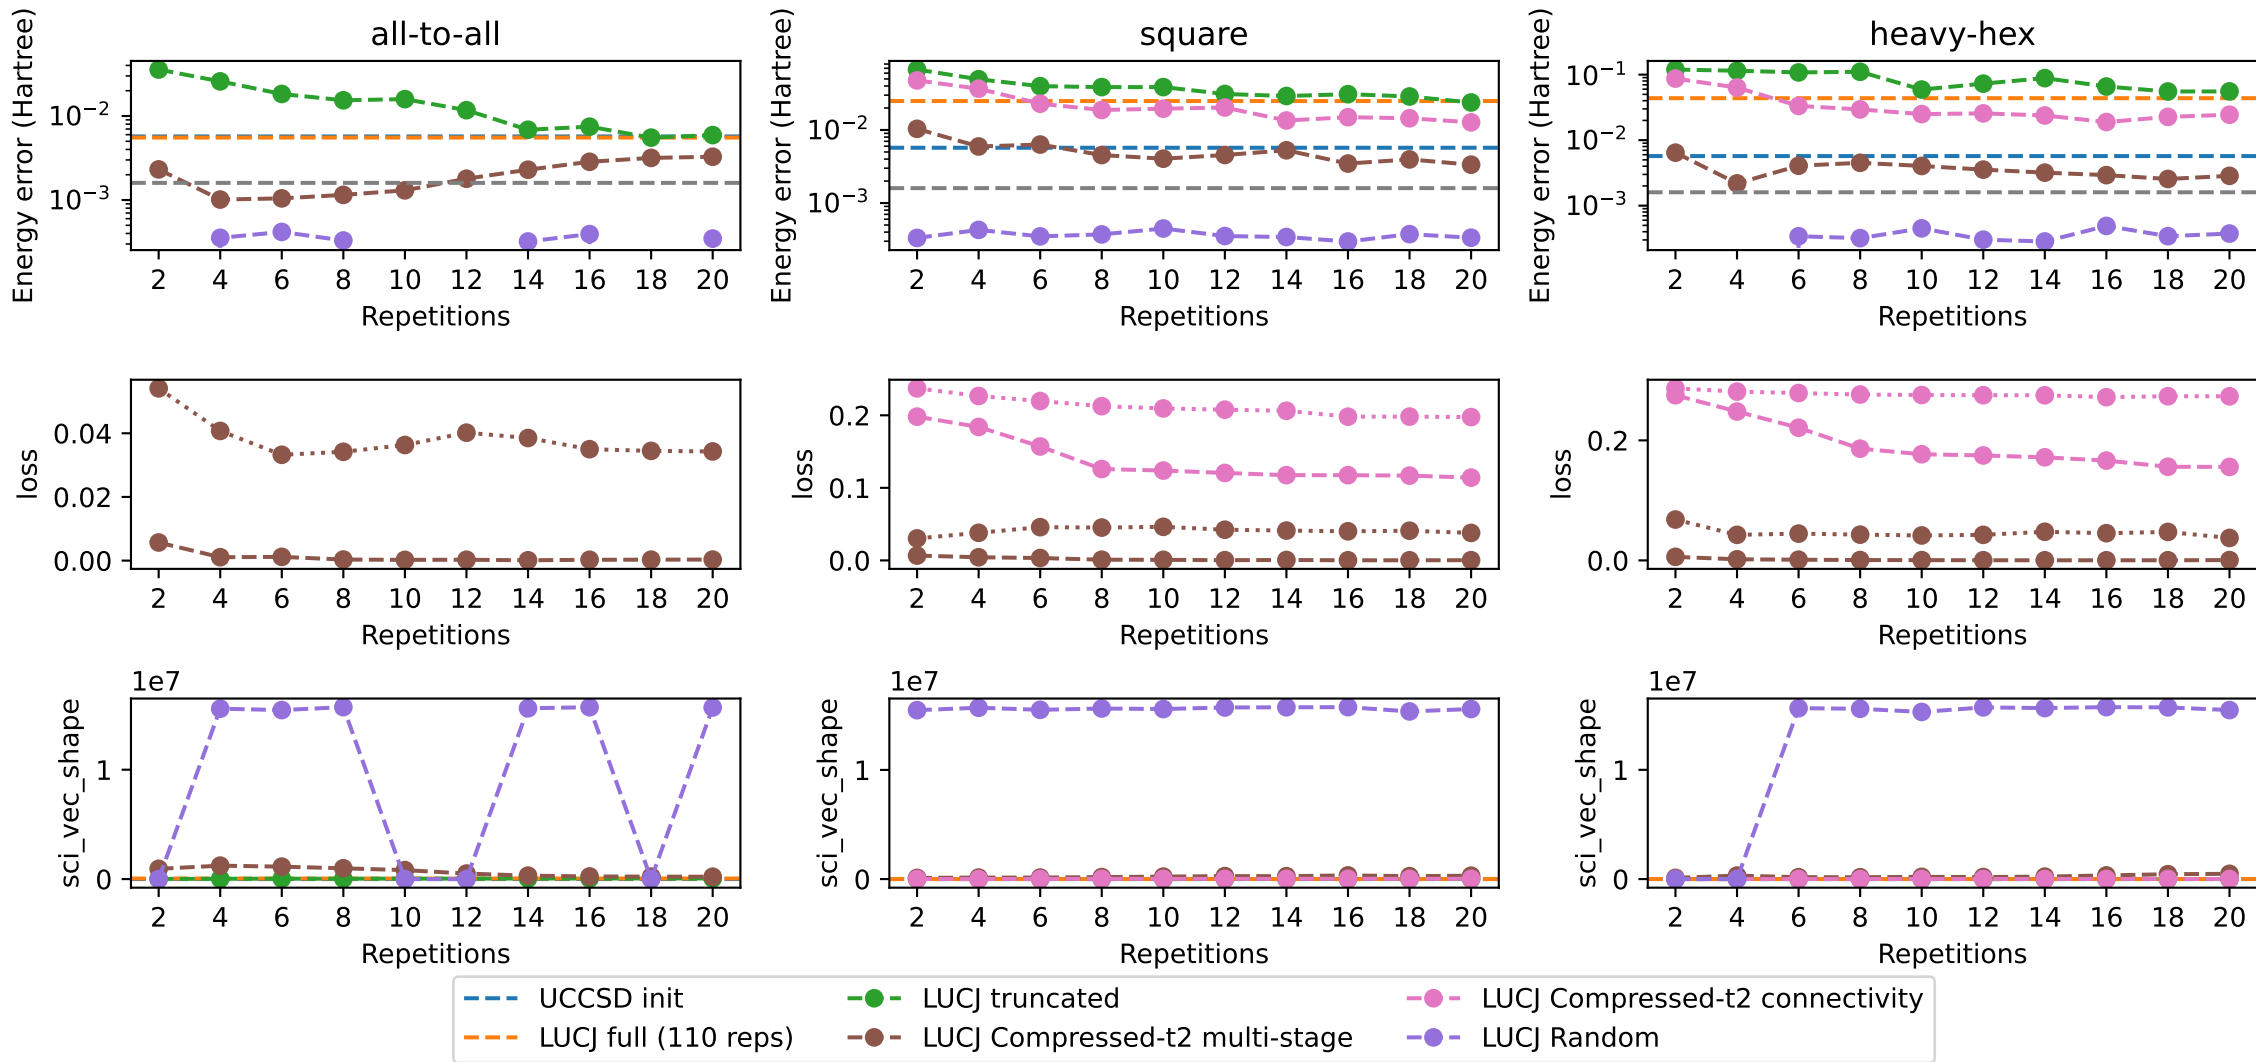 all-to-all
square
heavy-hex
Energy error (Hartree)
10^-2
10^-3
2 4 6 8 10 12 14 16 18 20
Repetitions
Energy error (Hartree)
10^-2
10^-3
2 4 6 8 10 12 14 16 18 20
Repetitions
Energy error (Hartree)
10^-1
10^-2
10^-3
2 4 6 8 10 12 14 16 18 20
Repetitions
loss
0.04
0.02
0.00
2 4 6 8 10 12 14 16 18 20
Repetitions
loss
0.2
0.1
0.0
2 4 6 8 10 12 14 16 18 20
Repetitions
loss
0.2
0.0
2 4 6 8 10 12 14 16 18 20
Repetitions
1e7
sci_vec_shape
1
0
2 4 6 8 10 12 14 16 18 20
Repetitions
1e7
sci_vec_shape
1
0
2 4 6 8 10 12 14 16 18 20
Repetitions
1e7
sci_vec_shape
1
0
2 4 6 8 10 12 14 16 18 20
Repetitions
UCCSD init
LUCJ full (110 reps)
LUCJ truncated
LUCJ Compressed-t2 multi-stage
LUCJ Compressed-t2 connectivity
LUCJ Random